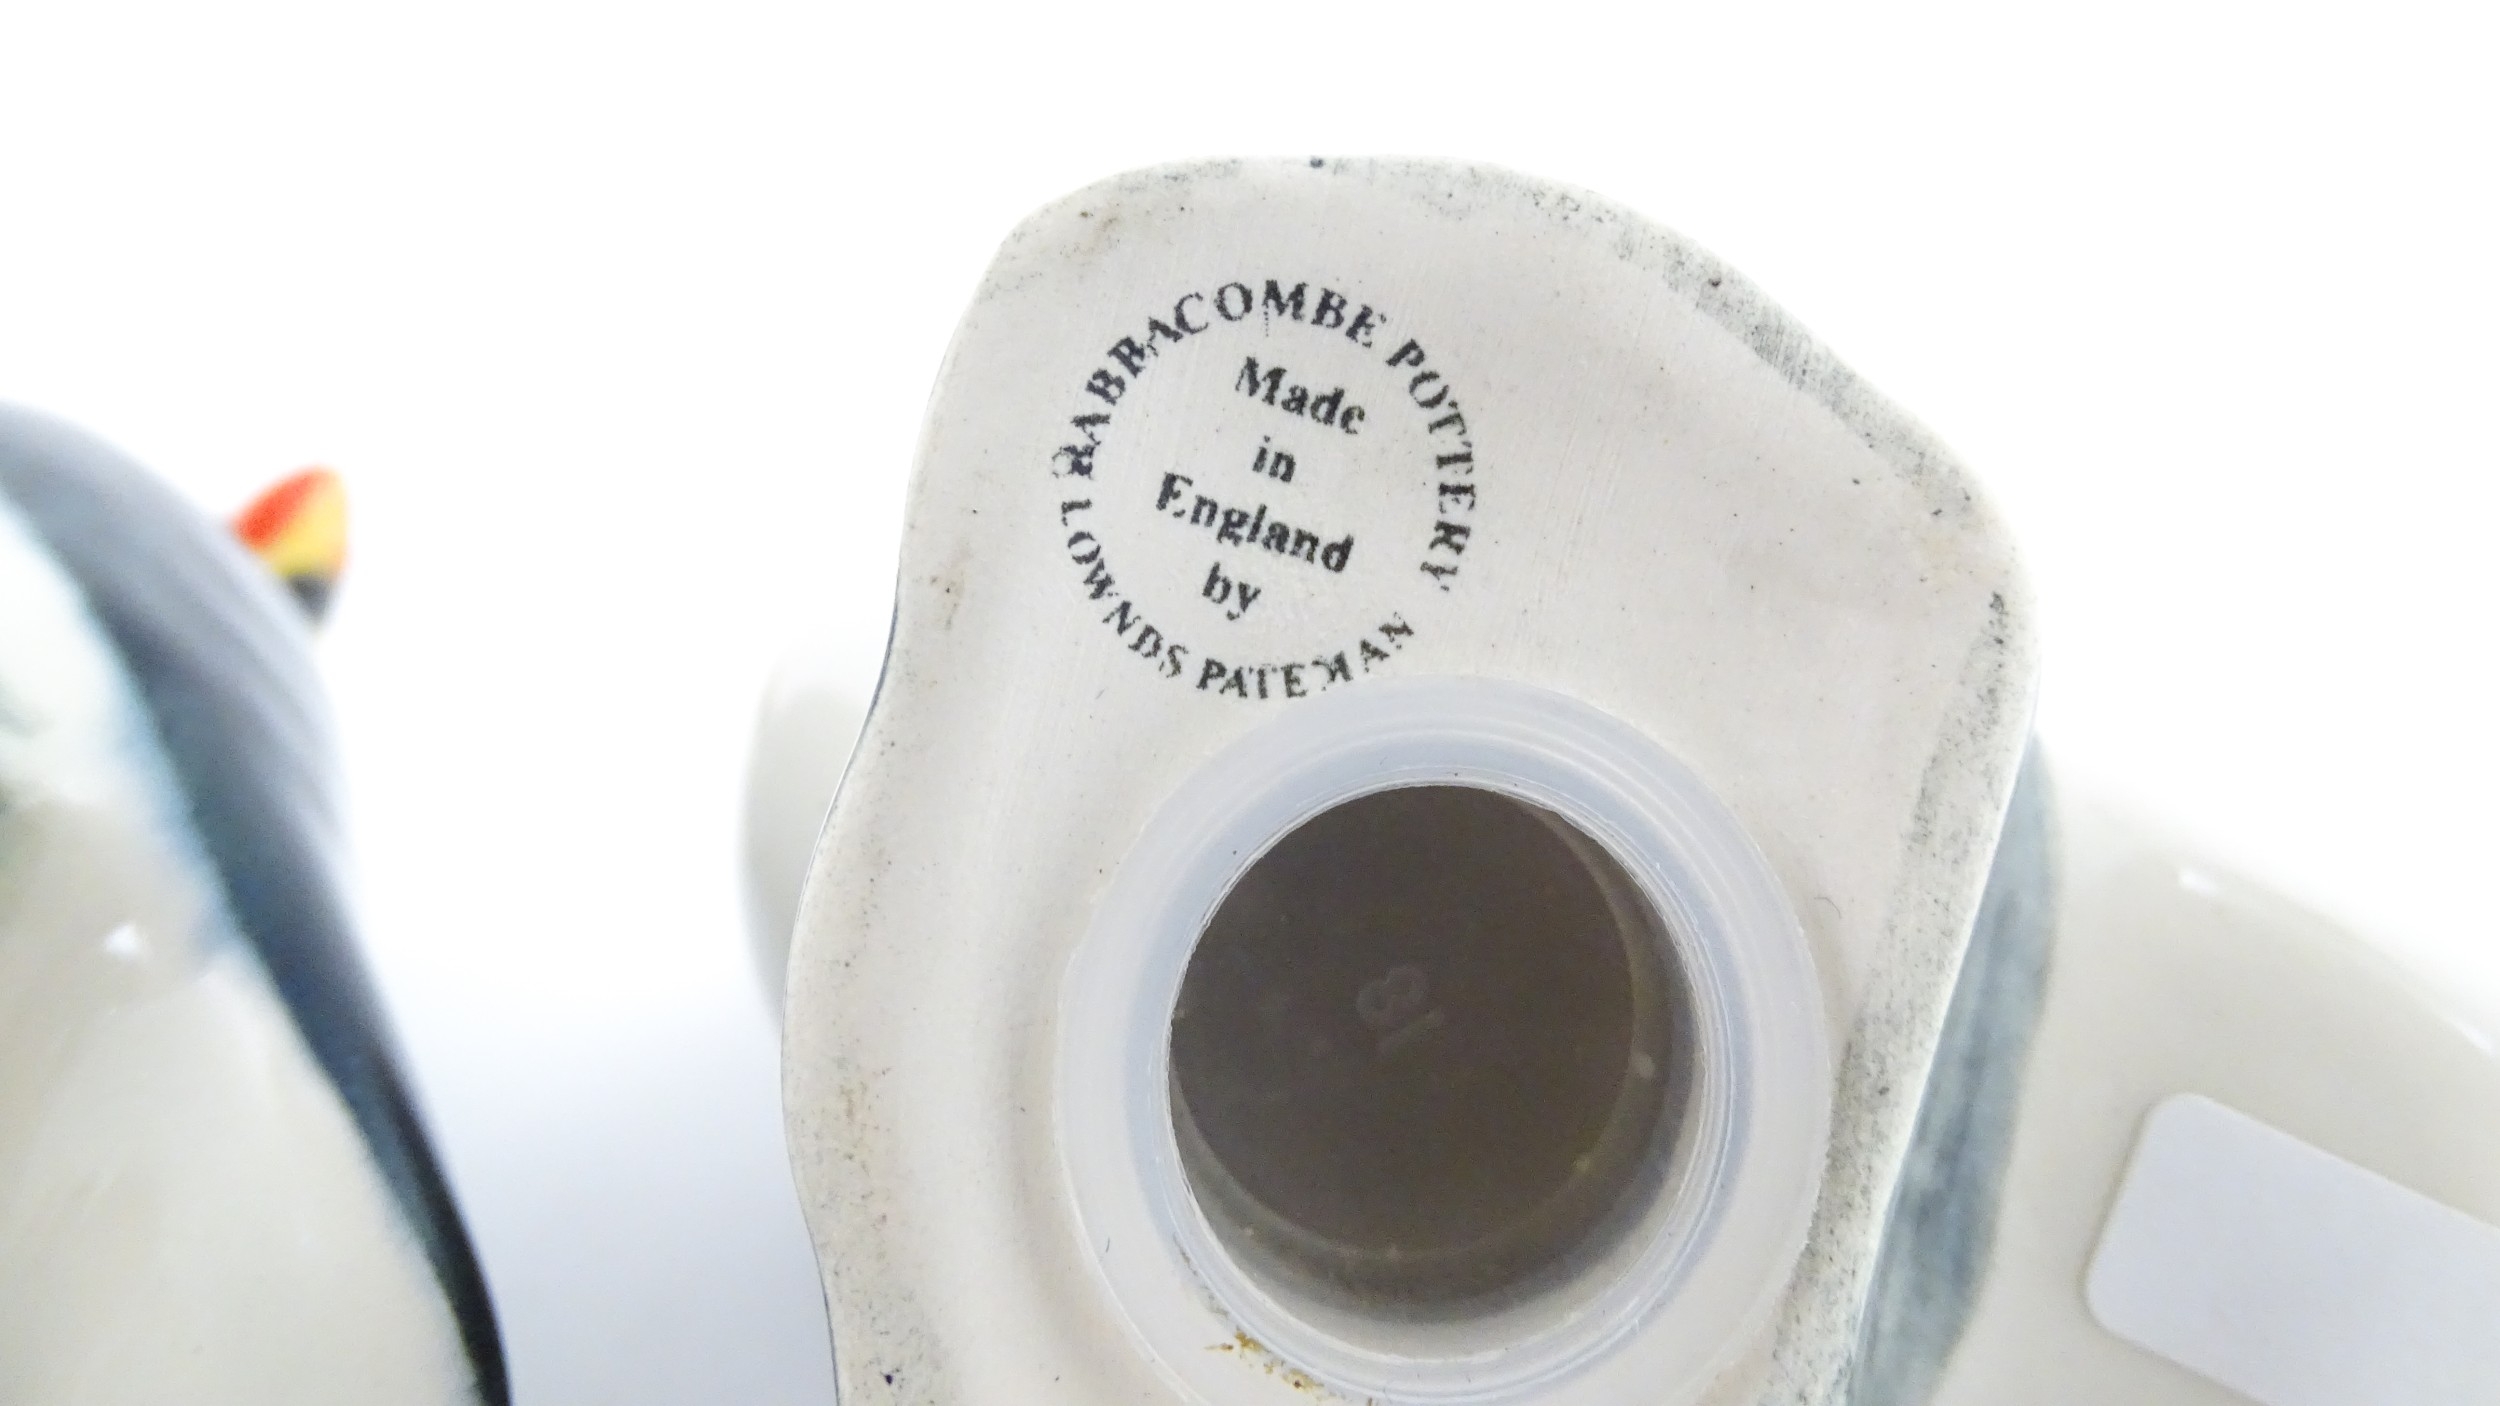 BABBACOMBE POTTERY
Made
in
England
by
LOWNDS PATEMAN